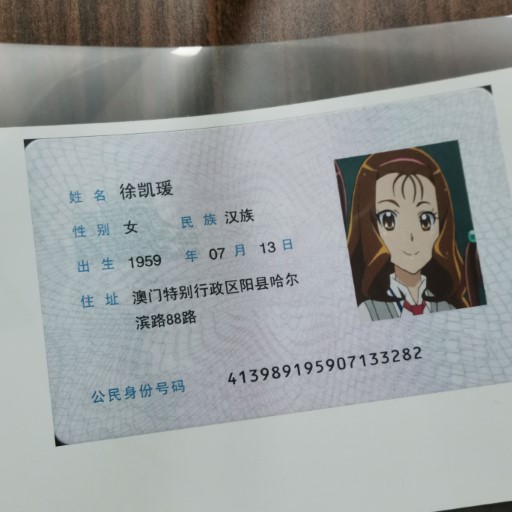 姓名 徐凯瑗
性别 女 民族 汉族
出生 1959 年 07 月 13 日
住址 澳门特别行政区阳县哈尔
滨路88路
公民身份号码 413989195907133282